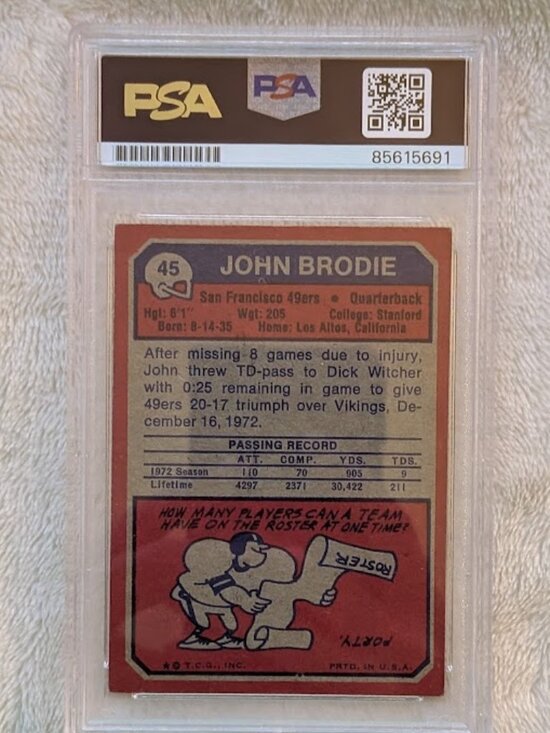 PSA
PSA
85615691
45
JOHN BRODIE
San Francisco 49ers • Quarterback
Hgt: 6'1" Wgt: 205 College: Stanford
Born: 8-14-35 Home: Los Altos, California
After missing 8 games due to injury,
John threw TD-pass to Dick Witcher
with 0:25 remaining in game to give
49ers 20-17 triumph over Vikings, De-
cember 16, 1972.
PASSING RECORD
ATT. COMP. YDS. TDS.
1972 Season 110 70 905 9
Lifetime 4297 2371 30,422 211
HOW MANY PLAYERS CAN A TEAM
HAVE ON THE ROSTER AT ONE TIME?
ROSTER
FORTY.
★ © T.C.G., INC. PRTD. IN U.S.A.